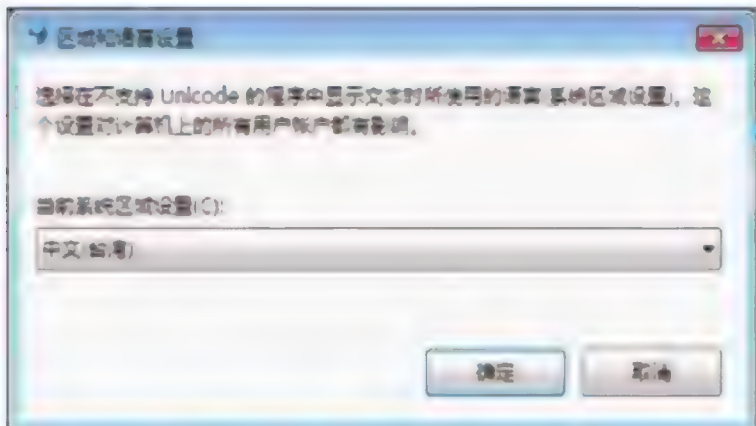 区域和语言设置
选择在不支持 Unicode 的程序中显示文本时所使用的语言(系统区域设置)。这
个设置对计算机上的所有用户帐户都有影响。
当前系统区域设置(C):
中文(台湾)
确定
取消